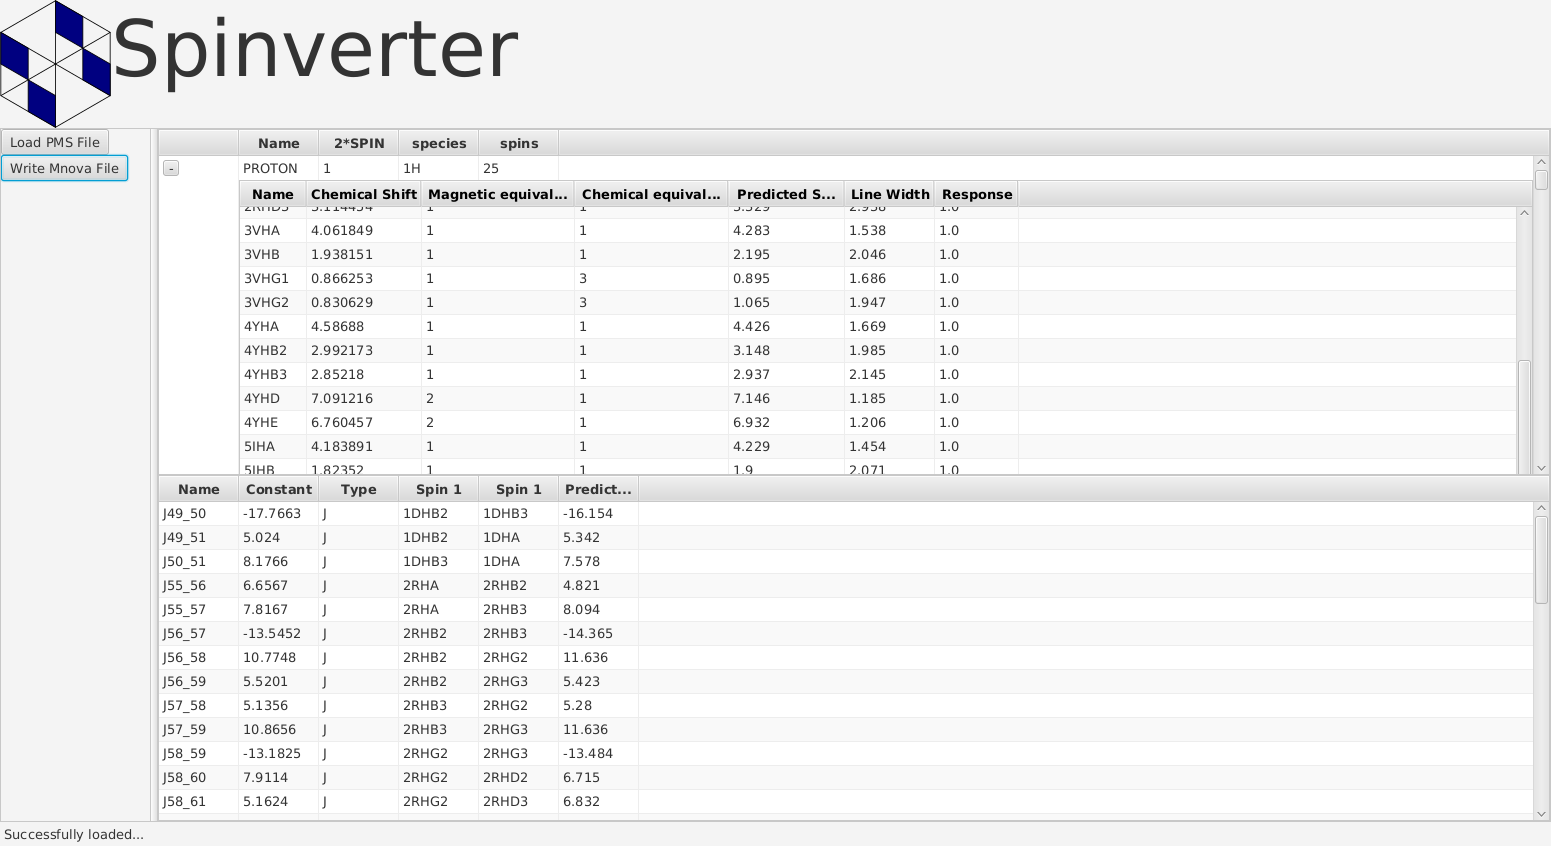 Spinverter
Load PMS File
Write Mnova File
Name 2*SPIN species spins
- PROTON 1 1H 25
Name Chemical Shift Magnetic equival... Chemical equival... Predicted S... Line Width Response
2RHD3 3.114454 1 1 3.329 2.938 1.0
3VHA 4.061849 1 1 4.283 1.538 1.0
3VHB 1.938151 1 1 2.195 2.046 1.0
3VHG1 0.866253 1 3 0.895 1.686 1.0
3VHG2 0.830629 1 3 1.065 1.947 1.0
4YHA 4.58688 1 1 4.426 1.669 1.0
4YHB2 2.992173 1 1 3.148 1.985 1.0
4YHB3 2.85218 1 1 2.937 2.145 1.0
4YHD 7.091216 2 1 7.146 1.185 1.0
4YHE 6.760457 2 1 6.932 1.206 1.0
5IHA 4.183891 1 1 4.229 1.454 1.0
5IHB 1.82352 1 1 1.9 2.071 1.0
Name Constant Type Spin 1 Spin 1 Predict...
J49_50 -17.7663 J 1DHB2 1DHB3 -16.154
J49_51 5.024 J 1DHB2 1DHA 5.342
J50_51 8.1766 J 1DHB3 1DHA 7.578
J55_56 6.6567 J 2RHA 2RHB2 4.821
J55_57 7.8167 J 2RHA 2RHB3 8.094
J56_57 -13.5452 J 2RHB2 2RHB3 -14.365
J56_58 10.7748 J 2RHB2 2RHG2 11.636
J56_59 5.5201 J 2RHB2 2RHG3 5.423
J57_58 5.1356 J 2RHB3 2RHG2 5.28
J57_59 10.8656 J 2RHB3 2RHG3 11.636
J58_59 -13.1825 J 2RHG2 2RHG3 -13.484
J58_60 7.9114 J 2RHG2 2RHD2 6.715
J58_61 5.1624 J 2RHG2 2RHD3 6.832
Successfully loaded...